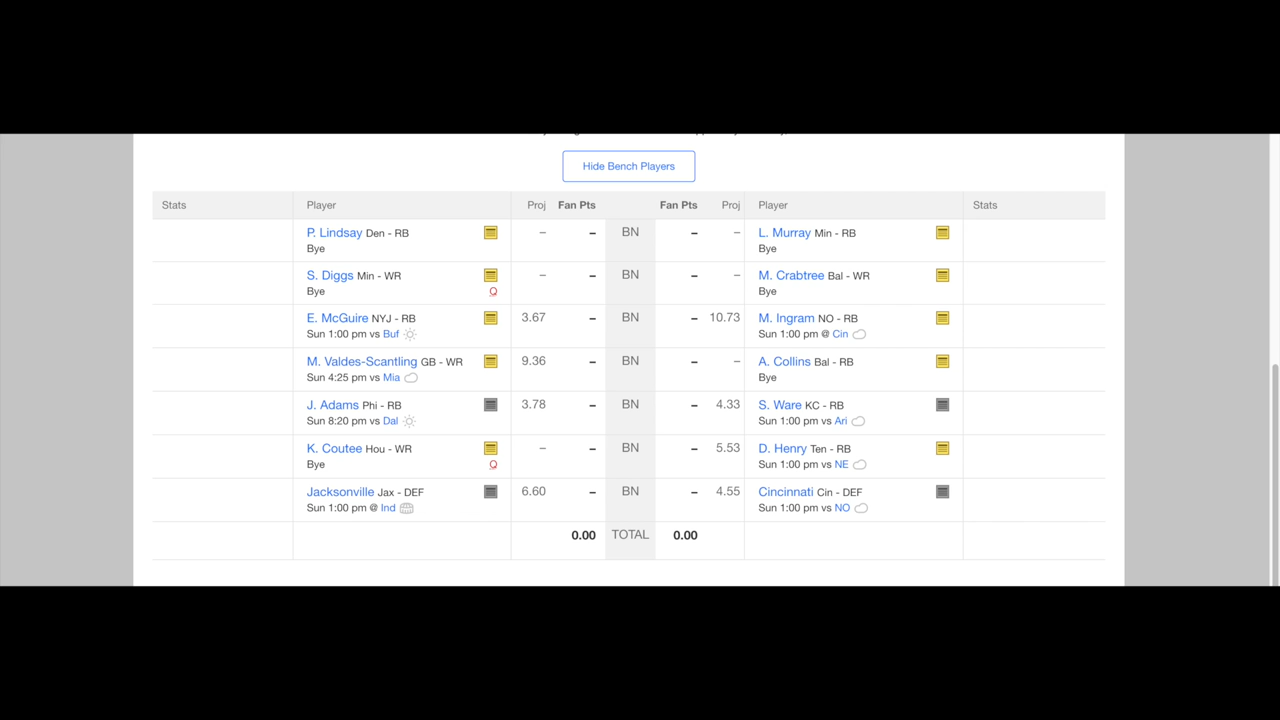 Hide Bench Players
Stats Player Proj Fan Pts Fan Pts Proj Player Stats
P. Lindsay Den - RB – – BN – – L. Murray Min - RB
Bye Bye
S. Diggs Min - WR – – BN – – M. Crabtree Bal - WR
Bye Q Bye
E. McGuire NYJ - RB 3.67 – BN – 10.73 M. Ingram NO - RB
Sun 1:00 pm vs Buf Sun 1:00 pm @ Cin
M. Valdes-Scantling GB - WR 9.36 – BN – – A. Collins Bal - RB
Sun 4:25 pm vs Mia Bye
J. Adams Phi - RB 3.78 – BN – 4.33 S. Ware KC - RB
Sun 8:20 pm vs Dal Sun 1:00 pm vs Ari
K. Coutee Hou - WR – – BN – 5.53 D. Henry Ten - RB
Bye Q Sun 1:00 pm vs NE
Jacksonville Jax - DEF 6.60 – BN – 4.55 Cincinnati Cin - DEF
Sun 1:00 pm @ Ind Sun 1:00 pm vs NO
0.00 TOTAL 0.00